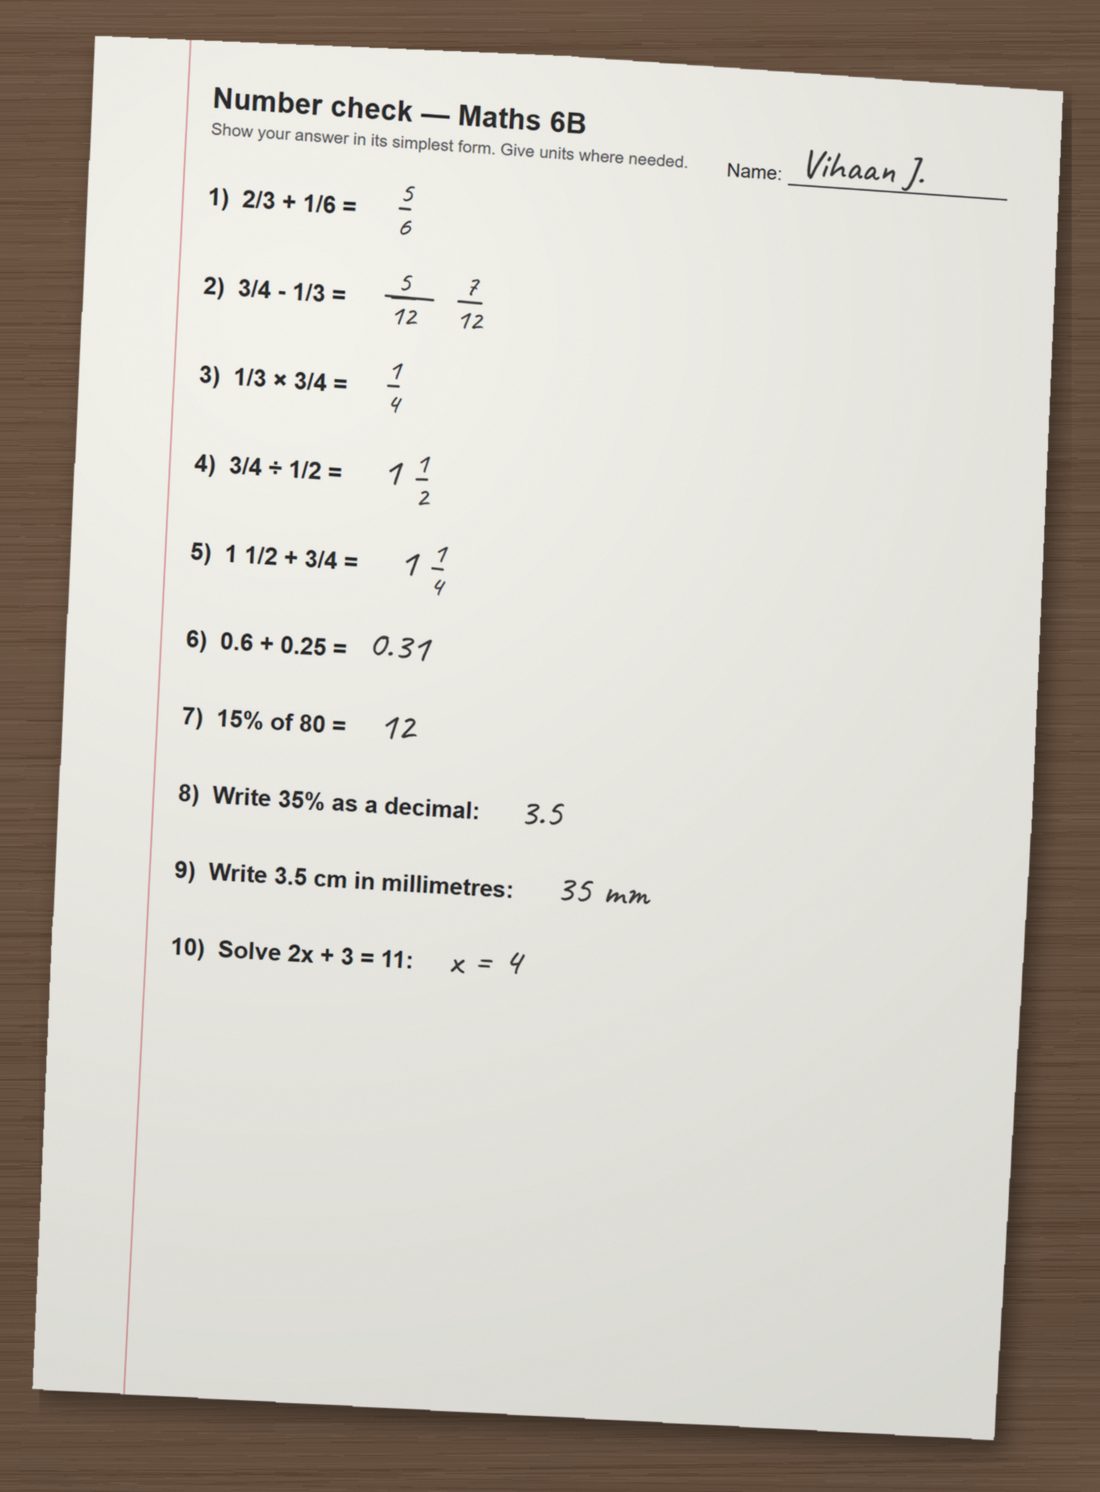 Number check — Maths 6B
Show your answer in its simplest form. Give units where needed.
Name: Vihaan J.
1) 2/3 + 1/6 = 5/6
2) 3/4 - 1/3 = 5/12 7/12
3) 1/3 × 3/4 = 1/4
4) 3/4 ÷ 1/2 = 1 1/2
5) 1 1/2 + 3/4 = 1 1/4
6) 0.6 + 0.25 = 0.31
7) 15% of 80 = 12
8) Write 35% as a decimal: 3.5
9) Write 3.5 cm in millimetres: 35 mm
10) Solve 2x + 3 = 11: x = 4